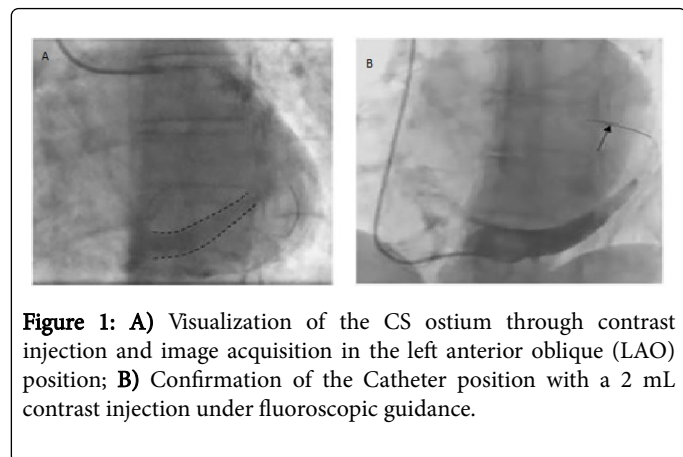 A
B
Figure 1: A) Visualization of the CS ostium through contrast
injection and image acquisition in the left anterior oblique (LAO)
position; B) Confirmation of the Catheter position with a 2 mL
contrast injection under fluoroscopic guidance.